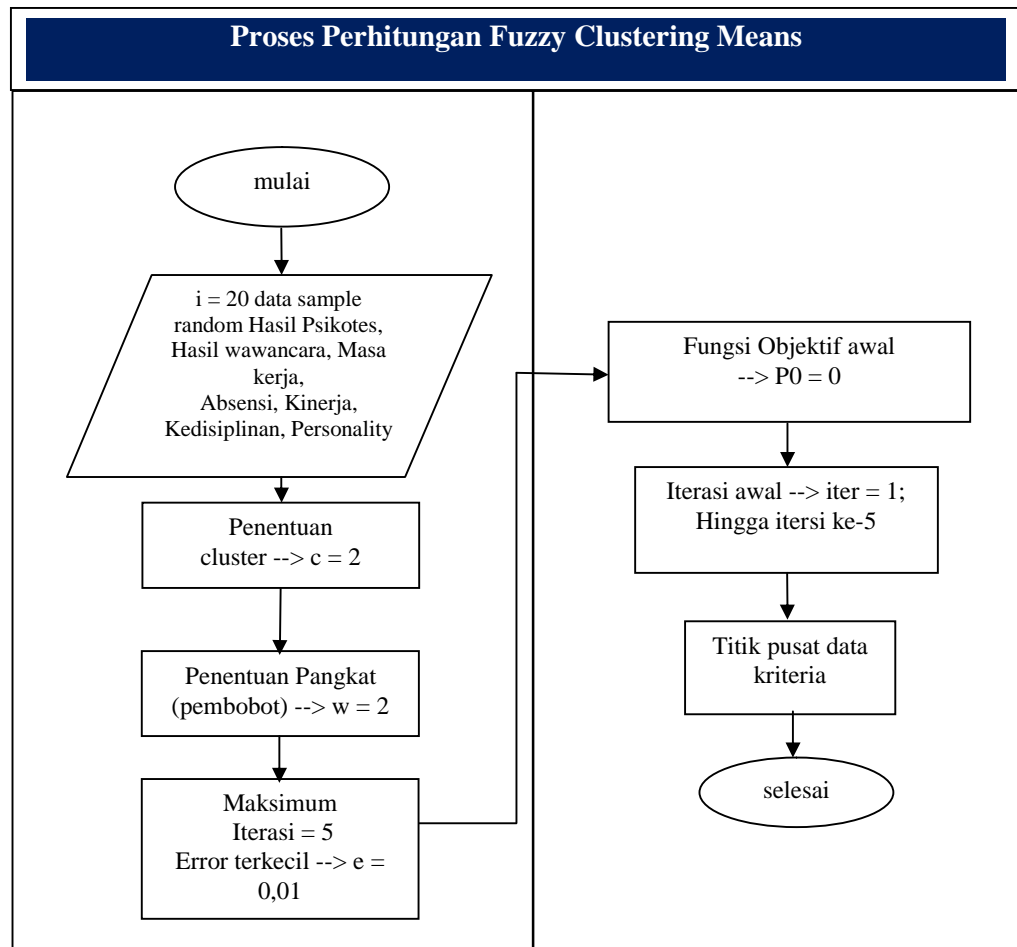 Proses Perhitungan Fuzzy Clustering Means
mulai
i = 20 data sample
random Hasil Psikotes,
Hasil wawancara, Masa
kerja,
Absensi, Kinerja,
Kedisiplinan, Personality
Penentuan
cluster --> c = 2
Penentuan Pangkat
(pembobot) --> w = 2
Maksimum
Iterasi = 5
Error terkecil --> e =
0,01
Fungsi Objektif awal
--> P0 = 0
Iterasi awal --> iter = 1;
Hingga itersi ke-5
Titik pusat data
kriteria
selesai